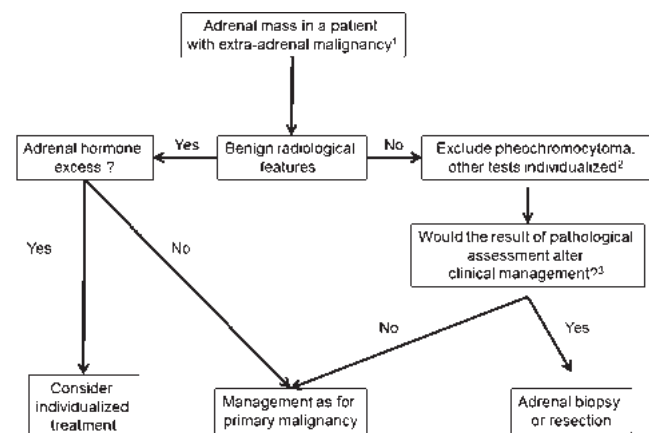 Adrenal mass in a patient
with extra-adrenal malignancy¹
Adrenal hormone
excess ?
Yes
Benign radiological
features
No
Exclude pheochromocytoma,
other tests individualized²
Would the result of pathological
assessment alter
clinical management?³
Yes
No
No
Yes
Consider
individualized
treatment
Management as for
primary malignancy
Adrenal biopsy
or resection